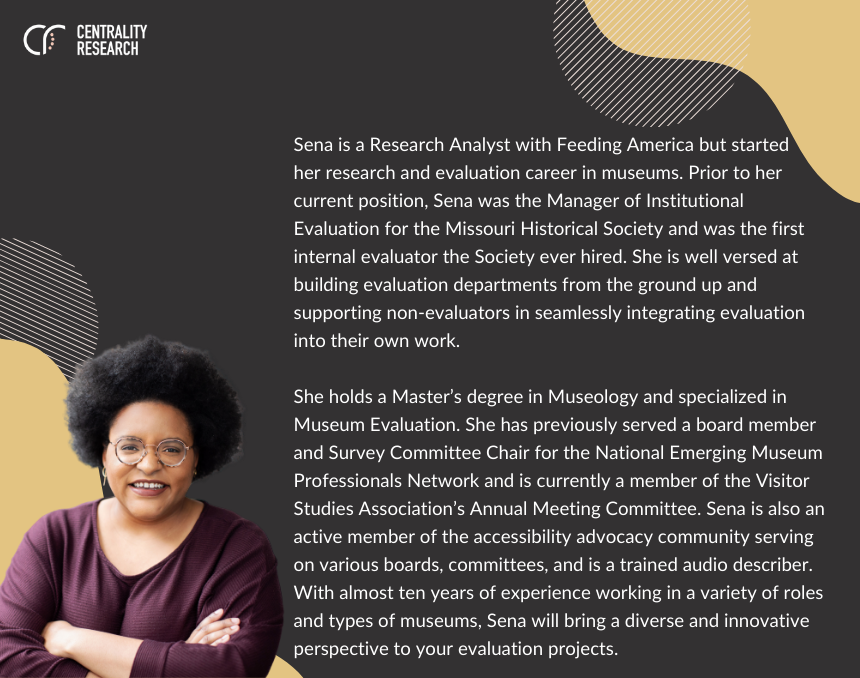 CENTRALITY
RESEARCH
Sena is a Research Analyst with Feeding America but started
her research and evaluation career in museums. Prior to her
current position, Sena was the Manager of Institutional
Evaluation for the Missouri Historical Society and was the first
internal evaluator the Society ever hired. She is well versed at
building evaluation departments from the ground up and
supporting non-evaluators in seamlessly integrating evaluation
into their own work.
She holds a Master’s degree in Museology and specialized in
Museum Evaluation. She has previously served a board member
and Survey Committee Chair for the National Emerging Museum
Professionals Network and is currently a member of the Visitor
Studies Association’s Annual Meeting Committee. Sena is also an
active member of the accessibility advocacy community serving
on various boards, committees, and is a trained audio describer.
With almost ten years of experience working in a variety of roles
and types of museums, Sena will bring a diverse and innovative
perspective to your evaluation projects.